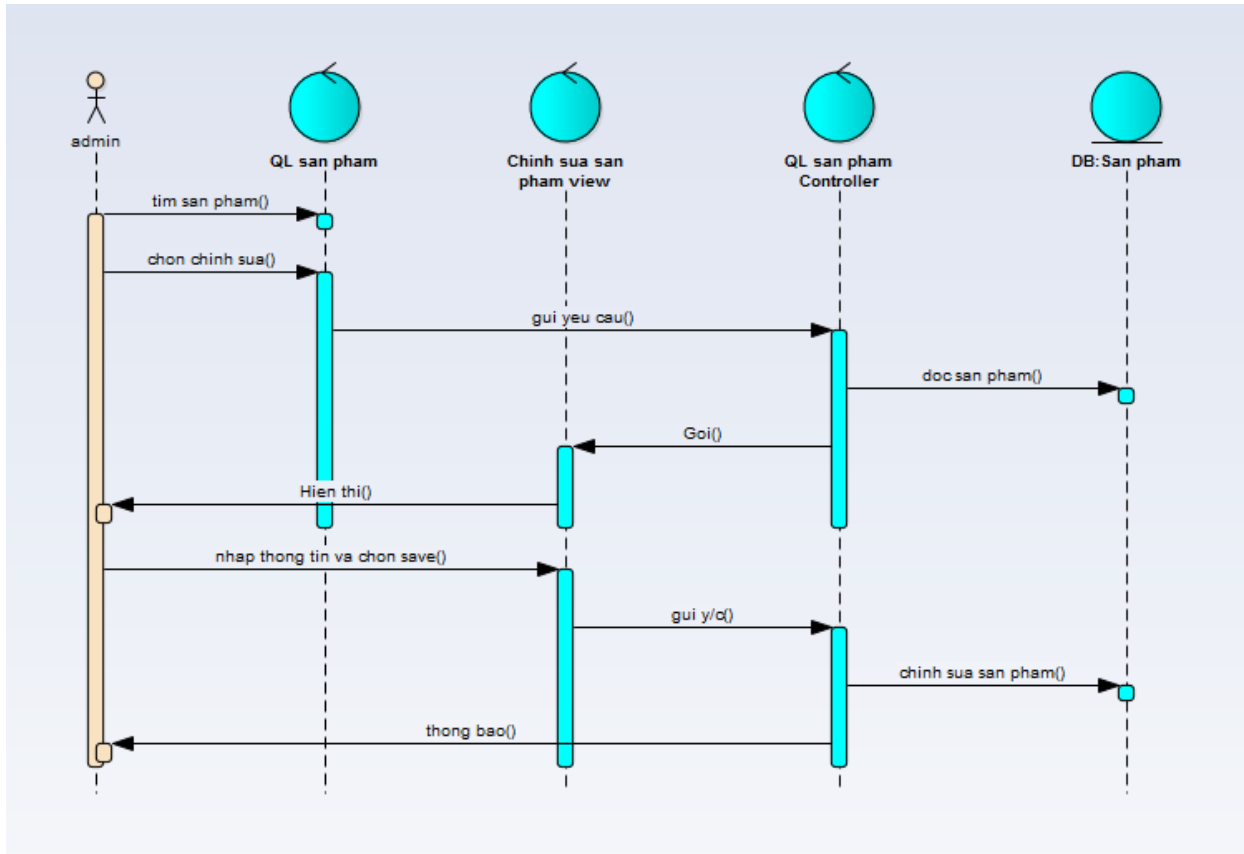 admin
QL san pham
Chinh sua san
pham view
QL san pham
Controller
DB:San pham
tim san pham()
chon chinh sua()
gui yeu cau()
doc san pham()
Goi()
Hien thi()
nhap thong tin va chon save()
gui y/c()
chinh sua san pham()
thong bao()